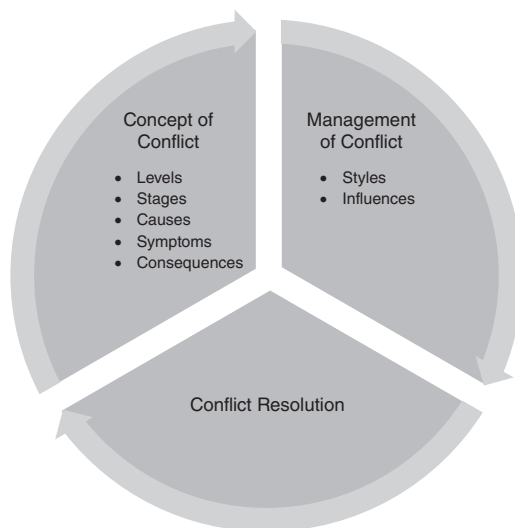 Concept of
Conflict
• Levels
• Stages
• Causes
• Symptoms
• Consequences
Management
of Conflict
• Styles
• Influences
Conflict Resolution